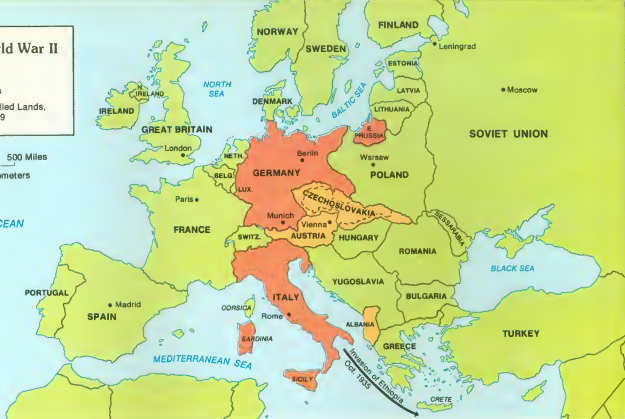 ld War II
lled Lands,
9
500 Miles
ometers
CEAN
NORWAY
SWEDEN
FINLAND
Leningrad
ESTONIA
LATVIA
LITHUANIA
Moscow
SOVIET UNION
NORTH
SEA
BALTIC SEA
DENMARK
N.
IRELAND
IRELAND
GREAT BRITAIN
London
NETH.
BELG.
LUX.
Berlin
GERMANY
E.
PRUSSIA
Warsaw
POLAND
Paris
FRANCE
Munich
CZECHOSLOVAKIA
Vienna
AUSTRIA
SWITZ.
HUNGARY
BESSARABIA
ROMANIA
YUGOSLAVIA
BULGARIA
BLACK SEA
PORTUGAL
Madrid
SPAIN
CORSICA
ITALY
Rome
SARDINIA
ALBANIA
GREECE
TURKEY
MEDITERRANEAN SEA
SICILY
Invasion of Ethiopia
Oct. 1935
CRETE